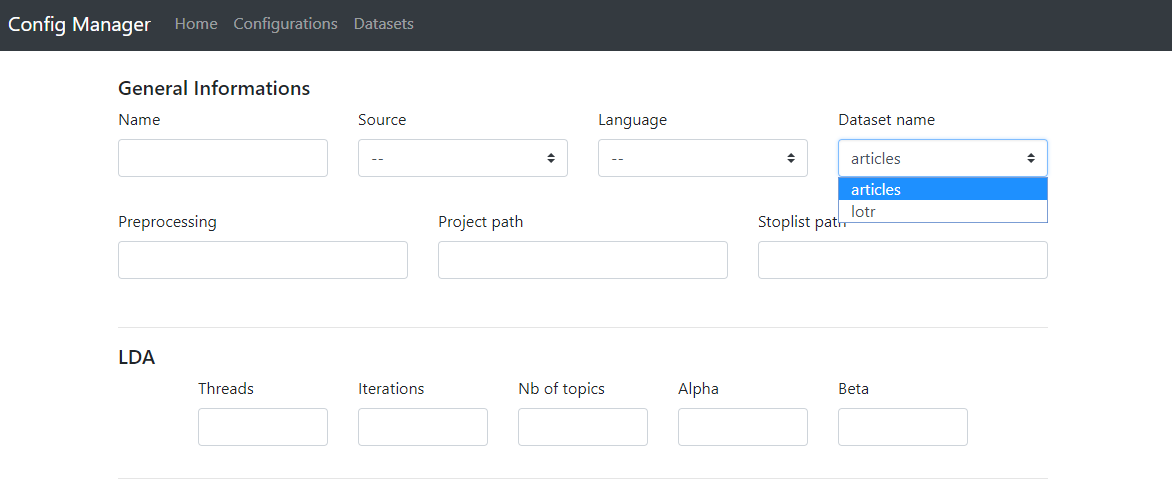 Config Manager Home Configurations Datasets
General Informations
Name Source Language Dataset name
-- -- articles
articles
lotr
Preprocessing Project path Stoplist path
LDA
Threads Iterations Nb of topics Alpha Beta